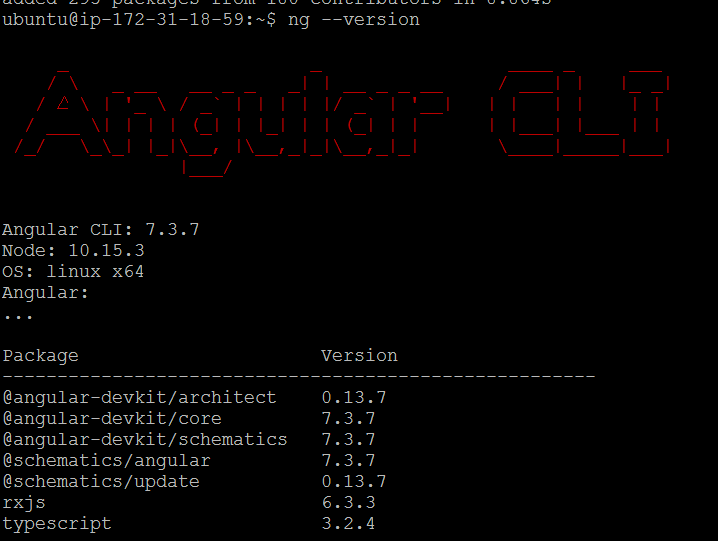 added 295 packages from 180 contributors in 8.064s
ubuntu@ip-172-31-18-59:~$ ng --version
Angular CLI
Angular CLI: 7.3.7
Node: 10.15.3
OS: linux x64
Angular:
...
Package Version
------------------------------------------------------
@angular-devkit/architect 0.13.7
@angular-devkit/core 7.3.7
@angular-devkit/schematics 7.3.7
@schematics/angular 7.3.7
@schematics/update 0.13.7
rxjs 6.3.3
typescript 3.2.4